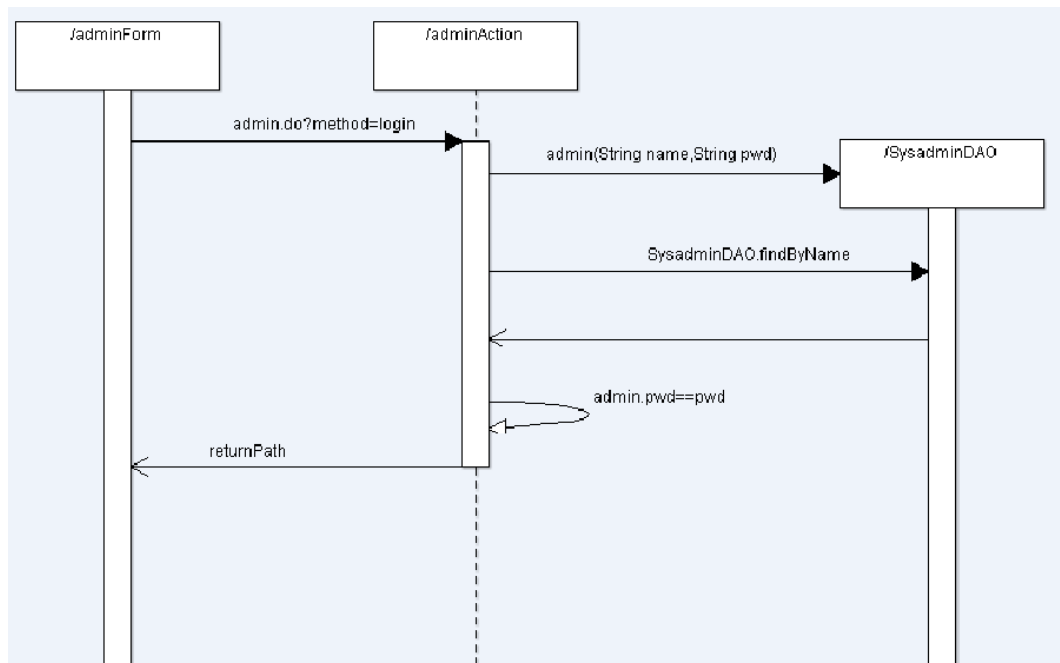 /adminForm
/adminAction
admin.do?method=login
admin(String name,String pwd)
/SysadminDAO
SysadminDAO.findByName
admin.pwd==pwd
returnPath